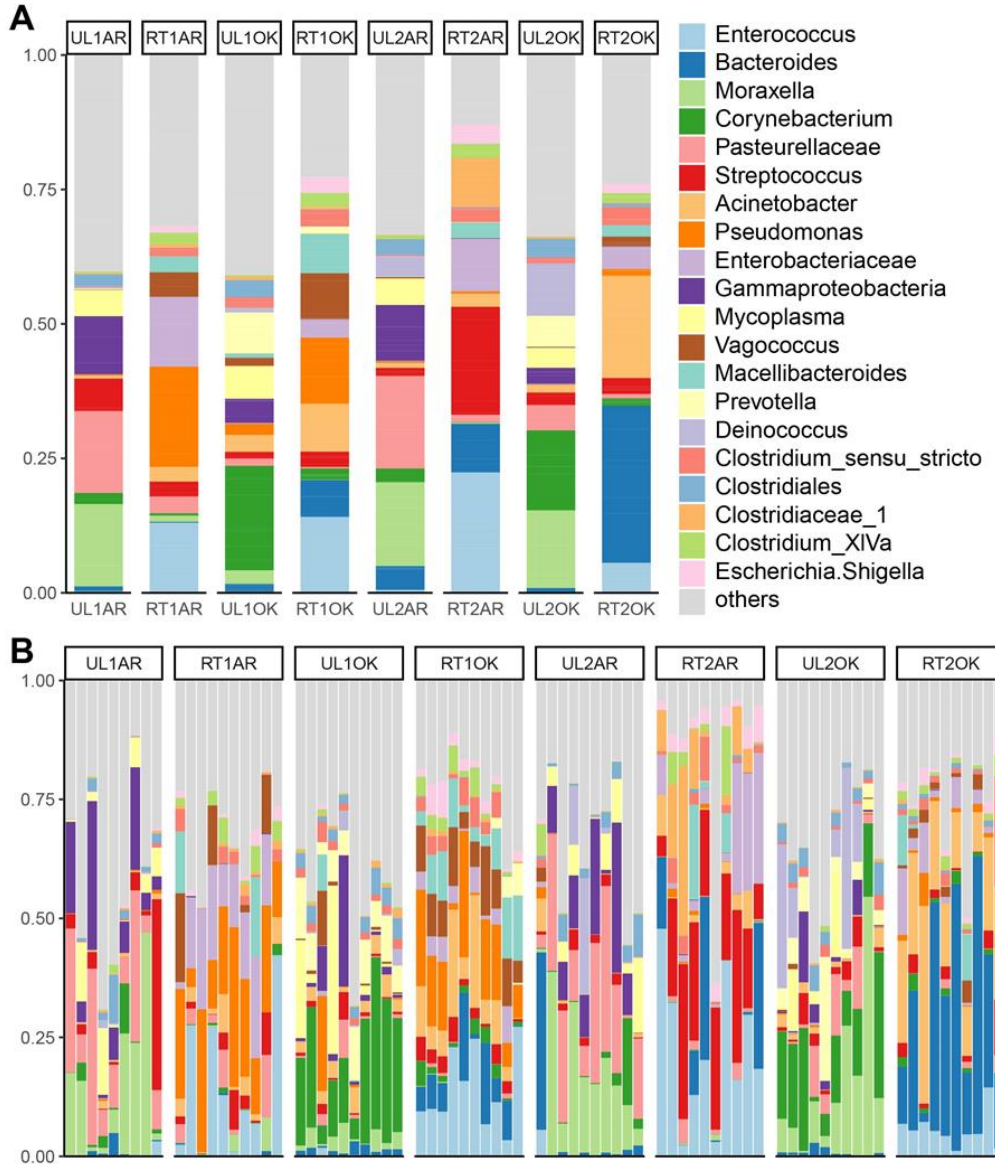 A
UL1AR RT1AR UL1OK RT1OK UL2AR RT2AR UL2OK RT2OK
1.00
0.75
0.50
0.25
0.00
UL1AR RT1AR UL1OK RT1OK UL2AR RT2AR UL2OK RT2OK
Enterococcus
Bacteroides
Moraxella
Corynebacterium
Pasteurellaceae
Streptococcus
Acinetobacter
Pseudomonas
Enterobacteriaceae
Gammaproteobacteria
Mycoplasma
Vagococcus
Macellibacteroides
Prevotella
Deinococcus
Clostridium_sensu_stricto
Clostridiales
Clostridiaceae_1
Clostridium_XIVa
Escherichia.Shigella
others
B
UL1AR RT1AR UL1OK RT1OK UL2AR RT2AR UL2OK RT2OK
1.00
0.75
0.50
0.25
0.00